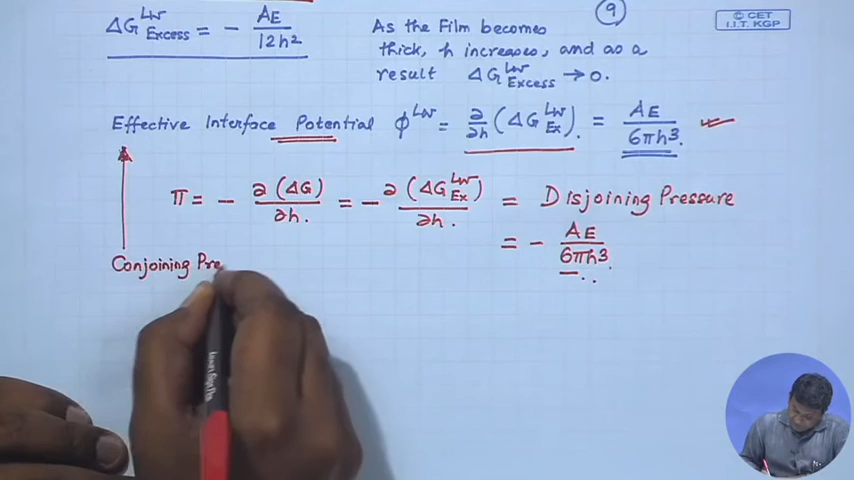 ΔG^LW_Excess = - A_E / 12h²
As the Film becomes
thick, h increases, and as a
result ΔG^LW_Excess → 0.
9
© CET
I.I.T. KGP
Effective Interface Potential ϕ^LW = ∂/∂h (ΔG^LW_Ex) = A_E / 6πh³.
π = - ∂(ΔG)/∂h. = - ∂(ΔG^LW_Ex)/∂h. = Disjoining Pressure
= - A_E / 6πh³.
Conjoining Pre